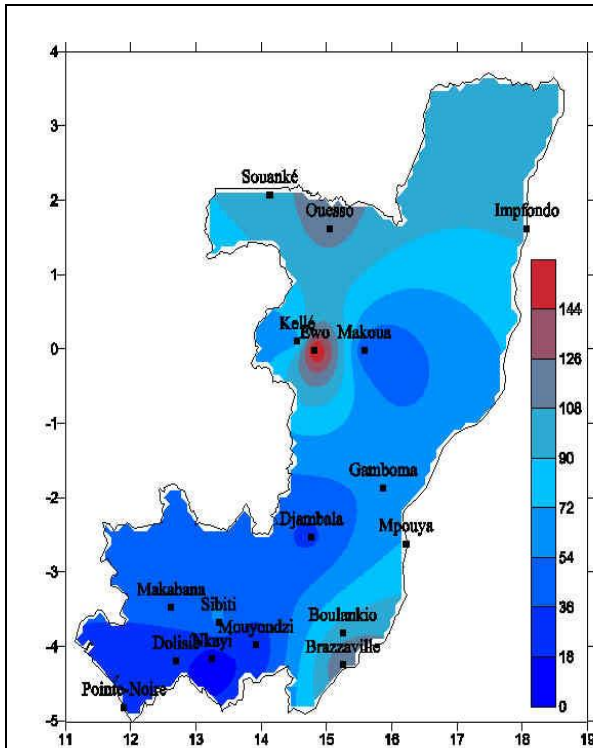 4
3
Souanké
2
Ouesso
Impfondo
1
144
Kellé
Ewo
Makoua
0
126
108
-1
90
Gamboma
72
-2
Djambala
Mpouya
54
-3
Makabana
Sibiti
36
Mouyondzi
Boulankio
-4
Dolisie
Nkayi
Brazzaville
18
Pointe-Noire
0
-5
11
12
13
14
15
16
17
18
19